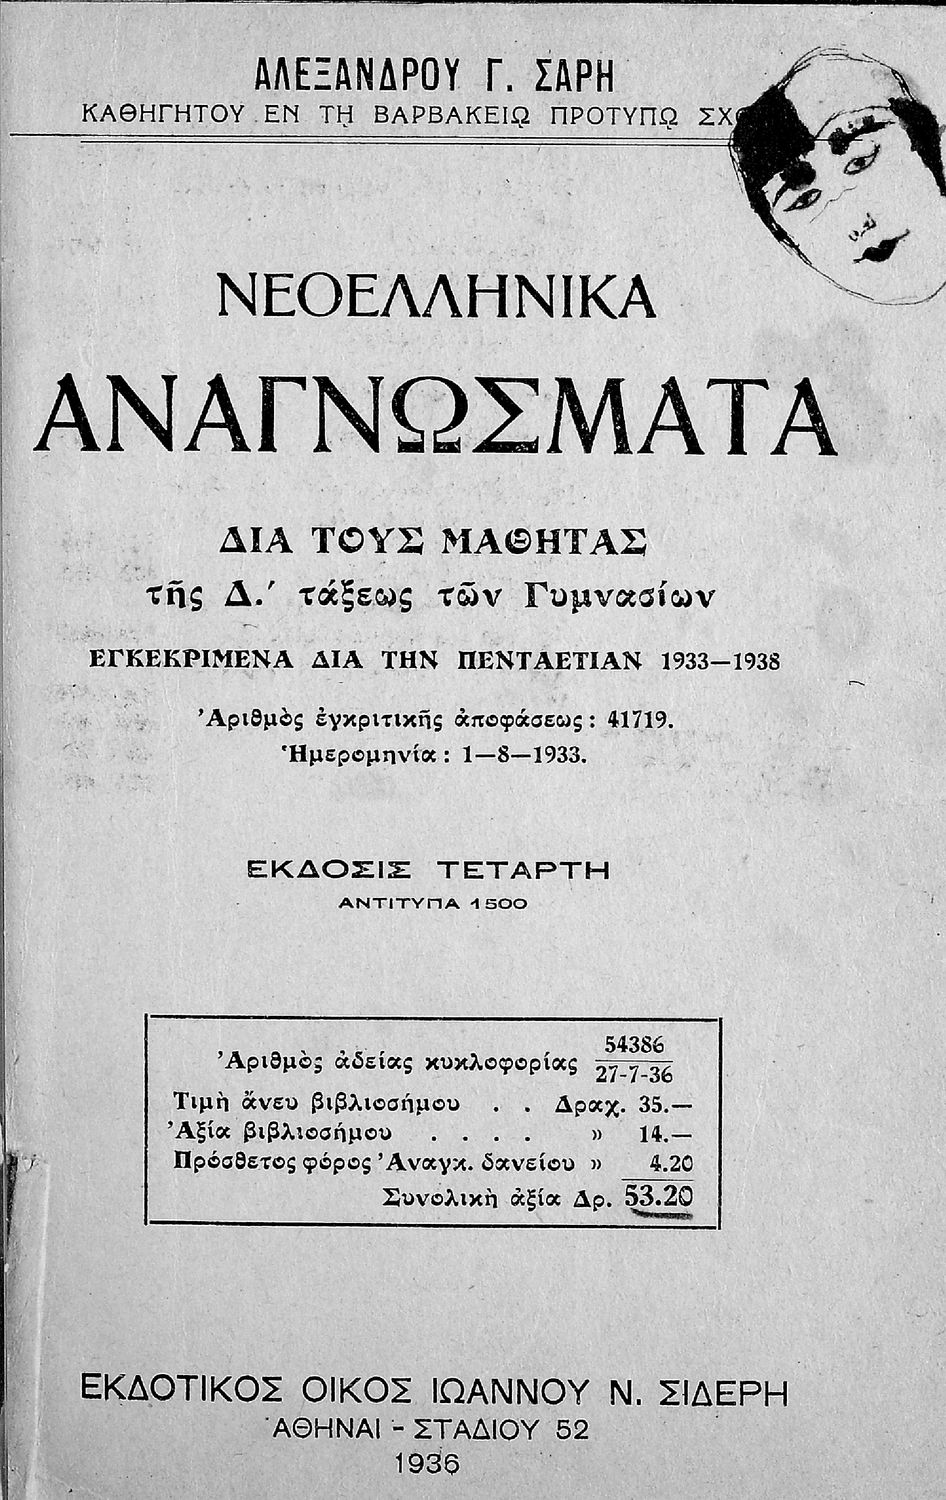 ΑΛΕΞΑΝΔΡΟΥ Γ. ΣΑΡΗ
ΚΑΘΗΓΗΤΟΥ ΕΝ ΤΗ ΒΑΡΒΑΚΕΙῼ ΠΡΟΤΥΠῼ
ΝΕΟΕΛΛΗΝΙΚΑ
ΑΝΑΓΝΩΣΜΑΤΑ
ΔΙΑ ΤΟΥΣ ΜΑΘΗΤΑΣ
τῆς Δ.′ τάξεως τῶν Γυμνασίων
ΕΓΚΕΚΡΙΜΕΝΑ ΔΙΑ ΤΗΝ ΠΕΝΤΑΕΤΙΑΝ 1933—1938
Ἀριθμὸς ἐγκριτικῆς ἀποφάσεως : 41719.
Ἡμερομηνία : 1—8—1933.
ΕΚΔΟΣΙΣ ΤΕΤΑΡΤΗ
ΑΝΤΙΤΥΠΑ 1500
Ἀριθμὸς ἀδείας κυκλοφορίας 54386
27-7-36
Τιμὴ ἄνευ βιβλιοσήμου . . Δραχ. 35.—
Ἀξία βιβλιοσήμου . . . . » 14.—
Πρόσθετος φόρος Ἀναγκ. δανείου » 4.20
Συνολικὴ ἀξία Δρ. 53.20
ΕΚΔΟΤΙΚΟΣ ΟΙΚΟΣ ΙΩΑΝΝΟΥ Ν. ΣΙΔΕΡΗ
ΑΘΗΝΑΙ - ΣΤΑΔΙΟΥ 52
1936